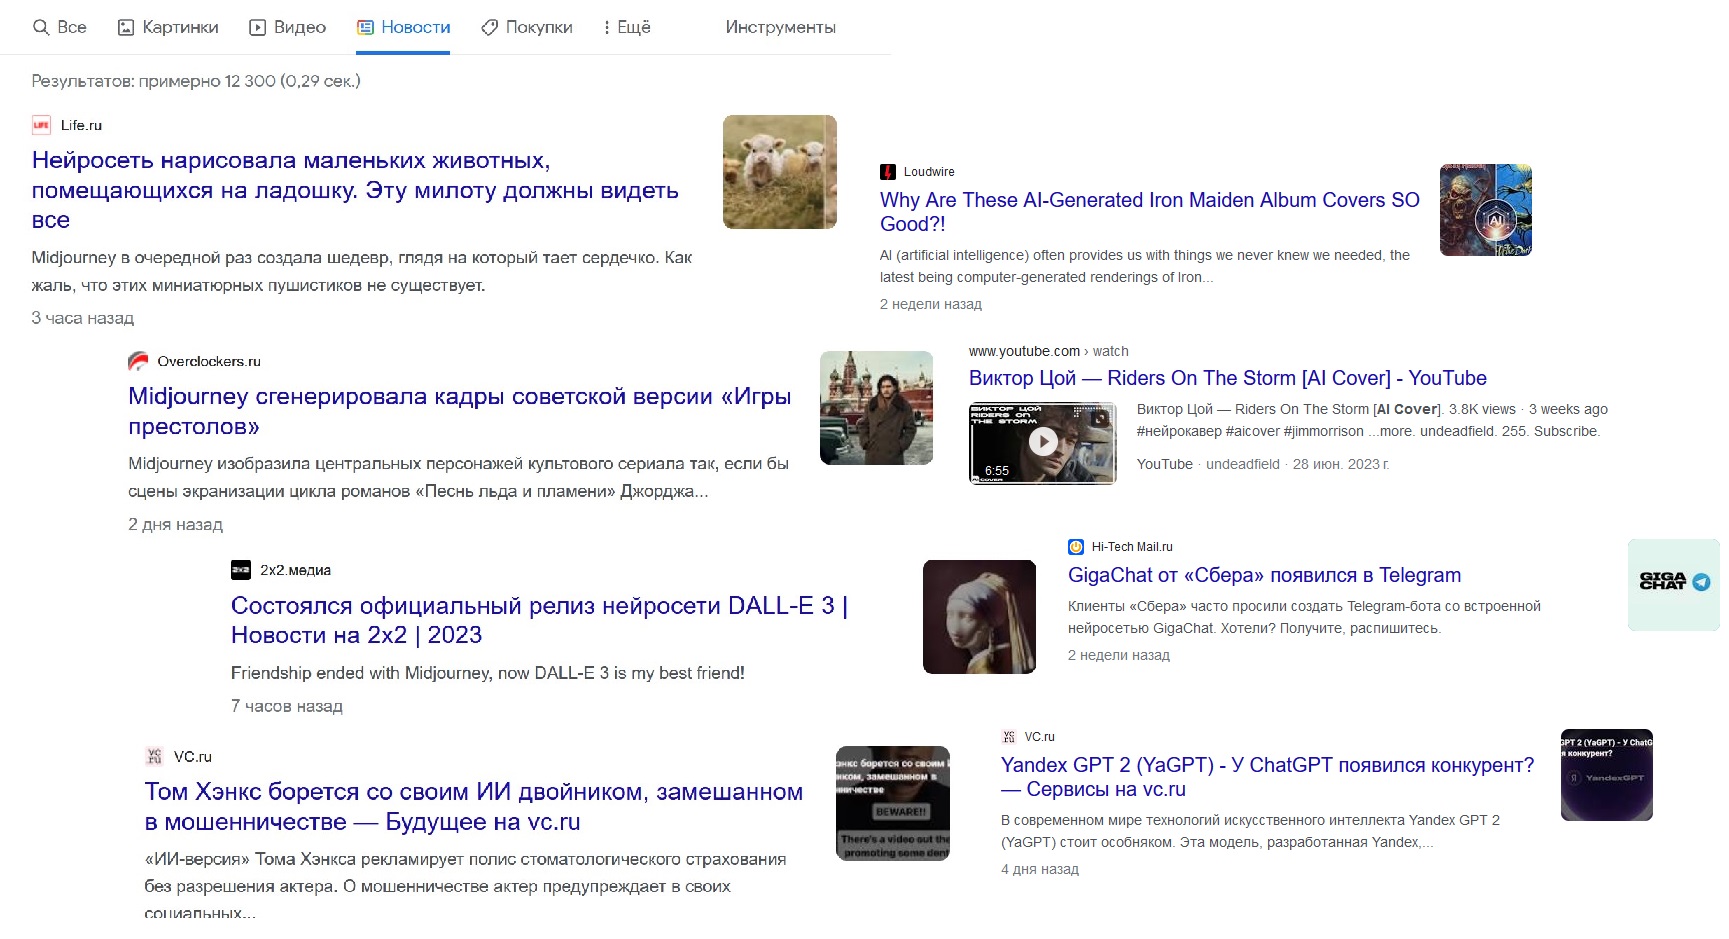 Все Картинки Видео Новости Покупки Ещё Инструменты
Результатов: примерно 12 300 (0,29 сек.)
LIFE Life.ru
Нейросеть нарисовала маленьких животных,
помещающихся на ладошку. Эту милоту должны видеть
все
Midjourney в очередной раз создала шедевр, глядя на который тает сердечко. Как
жаль, что этих миниатюрных пушистиков не существует.
3 часа назад
Loudwire
Why Are These AI-Generated Iron Maiden Album Covers SO
Good?!
AI (artificial intelligence) often provides us with things we never knew we needed, the
latest being computer-generated renderings of Iron...
2 недели назад
AI
Overclockers.ru
Midjourney сгенерировала кадры советской версии «Игры
престолов»
Midjourney изобразила центральных персонажей культового сериала так, если бы
сцены экранизации цикла романов «Песнь льда и пламени» Джорджа...
2 дня назад
www.youtube.com › watch
Виктор Цой — Riders On The Storm [AI Cover] - YouTube
ВИКТОР ЦОЙ
RIDERS ON
THE STORM
6:55
AI COVER
Виктор Цой — Riders On The Storm [AI Cover]. 3.8K views · 3 weeks ago
#нейрокавер #aicover #jimmorrison ...more. undeadfield. 255. Subscribe.
YouTube · undeadfield · 28 июн. 2023 г.
2x2 2х2.медиа
Состоялся официальный релиз нейросети DALL-E 3 |
Новости на 2х2 | 2023
Friendship ended with Midjourney, now DALL-E 3 is my best friend!
7 часов назад
Hi-Tech Mail.ru
GigaChat от «Сбера» появился в Telegram
Клиенты «Сбера» часто просили создать Telegram-бота со встроенной
нейросетью GigaChat. Хотели? Получите, распишитесь.
2 недели назад
GIGA
CHAT
VC.ru
Том Хэнкс борется со своим ИИ двойником, замешанном
в мошенничестве — Будущее на vc.ru
«ИИ-версия» Тома Хэнкса рекламирует полис стоматологического страхования
без разрешения актера. О мошенничестве актер предупреждает в своих
социальных...
энкс борется со своим
ником, замешанном в
нничестве
BEWARE!!
There's a video out the
promoting some dent
VC.ru
Yandex GPT 2 (YaGPT) - У ChatGPT появился конкурент?
— Сервисы на vc.ru
В современном мире технологий искусственного интеллекта Yandex GPT 2
(YaGPT) стоит особняком. Эта модель, разработанная Yandex,...
4 дня назад
GPT 2 (YaGPT) - У ChatG
я конкурент?
YandexGPT